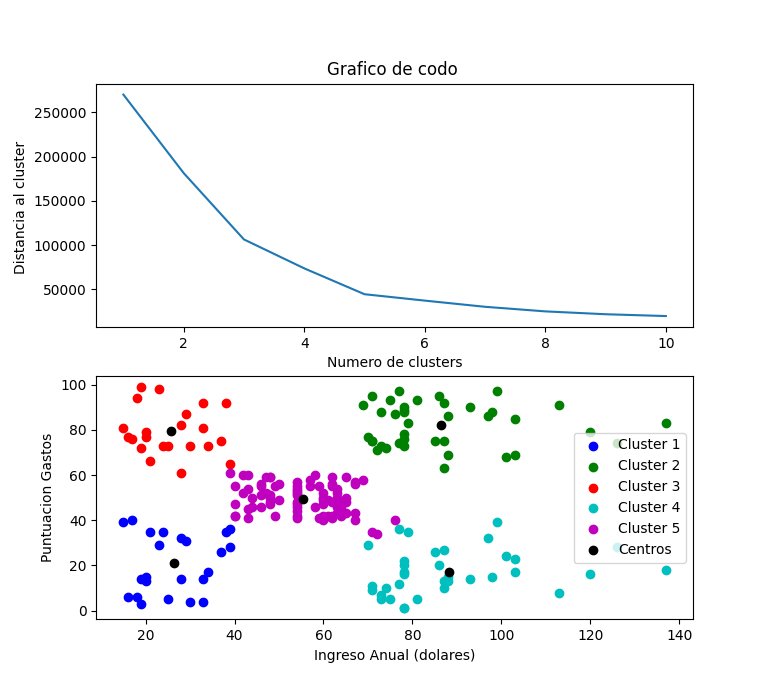 Grafico de codo
Distancia al cluster
250000
200000
150000
100000
50000
2 4 6 8 10
Numero de clusters
Puntuacion Gastos
100
80
60
40
20
0
Cluster 1
Cluster 2
Cluster 3
Cluster 4
Cluster 5
Centros
20 40 60 80 100 120 140
Ingreso Anual (dolares)